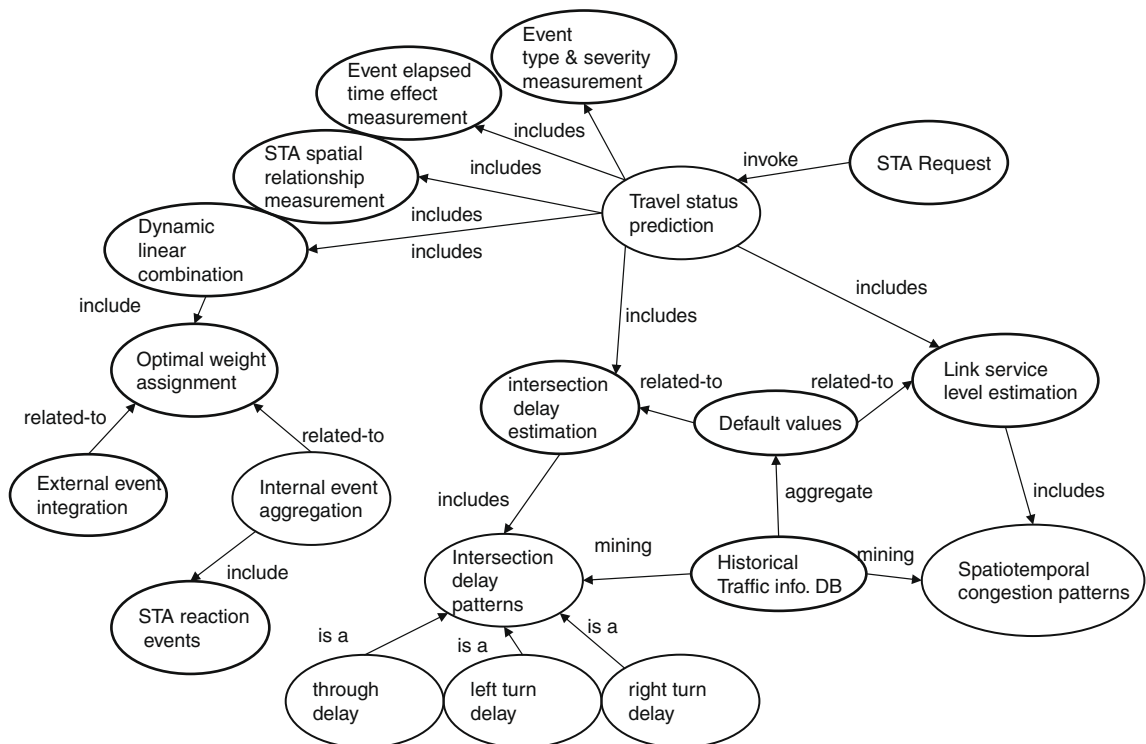 Event
type & severity
measurement
Event elapsed
time effect
measurement
includes
STA spatial
relationship
measurement
includes
invoke
STA Request
Travel status
prediction
Dynamic
linear
combination
includes
includes
include
includes
includes
Optimal weight
assignment
intersection
delay
estimation
related-to
Default values
related-to
Link service
level estimation
related-to
related-to
External event
integration
Internal event
aggregation
includes
aggregate
includes
include
STA reaction
events
Intersection
delay
patterns
mining
Historical
Traffic info. DB
mining
Spatiotemporal
congestion patterns
is a
is a
is a
through
delay
left turn
delay
right turn
delay